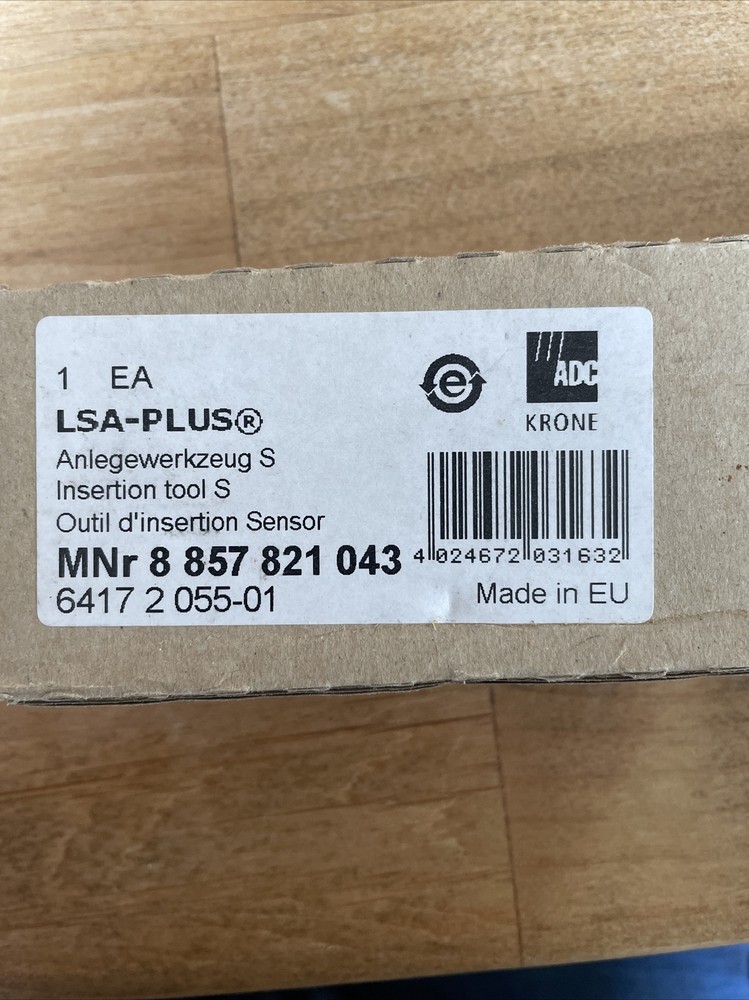 1 EA
LSA-PLUS®
Anlegewerkzeug S
Insertion tool S
Outil d'insertion Sensor
MNr 8 857 821 043
6417 2 055-01
e
ADC
KRONE
4 024672 031632
Made in EU